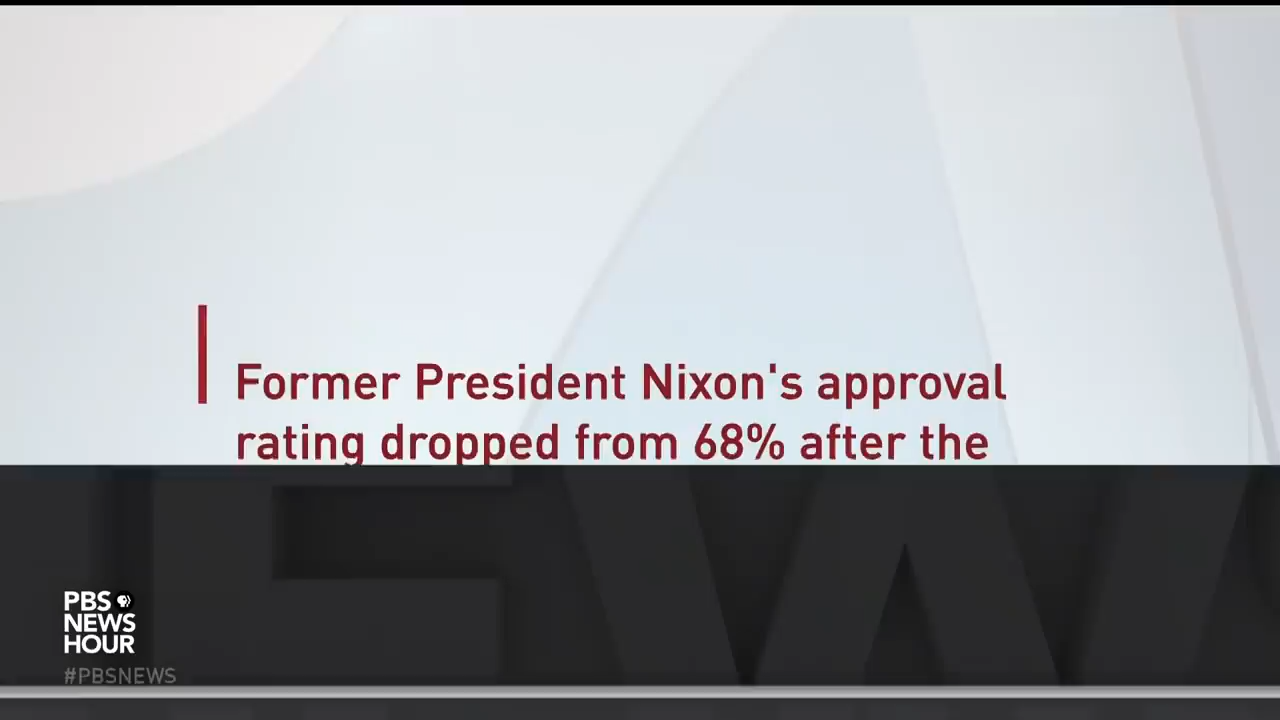 Former President Nixon's approval
rating dropped from 68% after the
PBS
NEWS
HOUR
#PBSNEWS